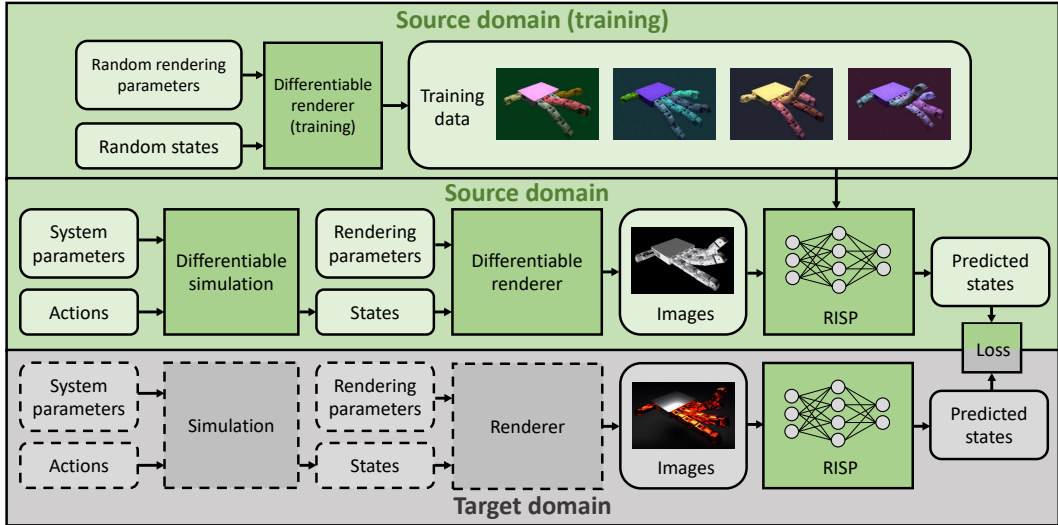 Source domain (training)
Random rendering
parameters
Random states
Differentiable
renderer
(training)
Training
data
Source domain
System
parameters
Actions
Differentiable
simulation
Rendering
parameters
States
Differentiable
renderer
Images
RISP
Predicted
states
Loss
System
parameters
Actions
Simulation
Rendering
parameters
States
Renderer
Images
RISP
Predicted
states
Target domain